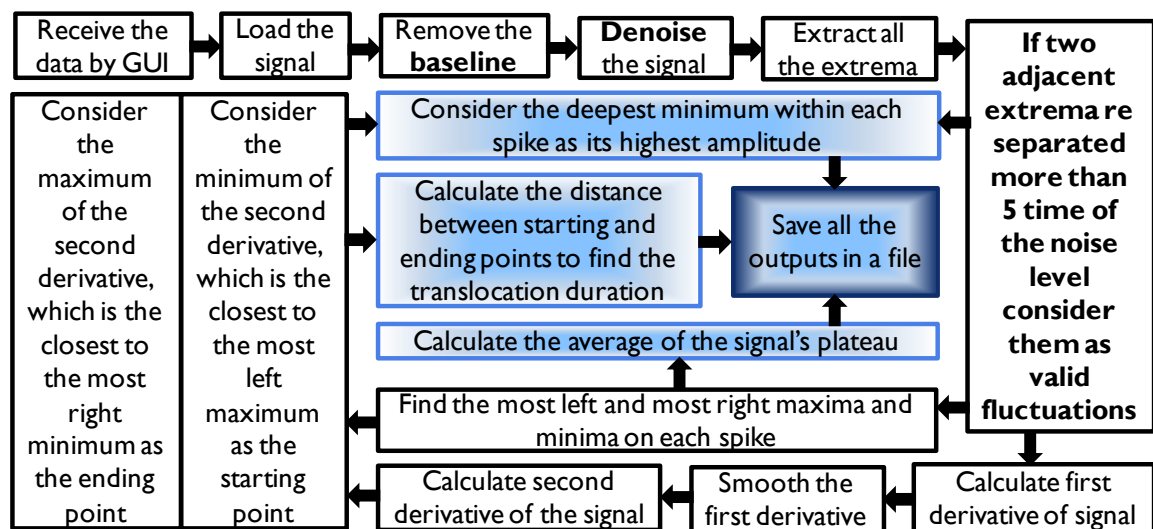 Receive the
data by GUI
Load the
signal
Remove the
baseline
Denoise
the signal
Extract all
the extrema
If two
adjacent
extrema re
separated
more than
5 time of
the noise
level
consider
them as
valid
fluctuations
Consider
the
maximum
of the
second
derivative,
which is the
closest to
the most
right
minimum as
the ending
point
Consider
the
minimum of
the second
derivative,
which is the
closest to
the most
left
maximum
as the
starting
point
Consider the deepest minimum within each
spike as its highest amplitude
Calculate the distance
between starting and
ending points to find the
translocation duration
Save all the
outputs in a file
Calculate the average of the signal's plateau
Find the most left and most right maxima and
minima on each spike
Calculate second
derivative of the signal
Smooth the
first derivative
Calculate first
derivative of signal